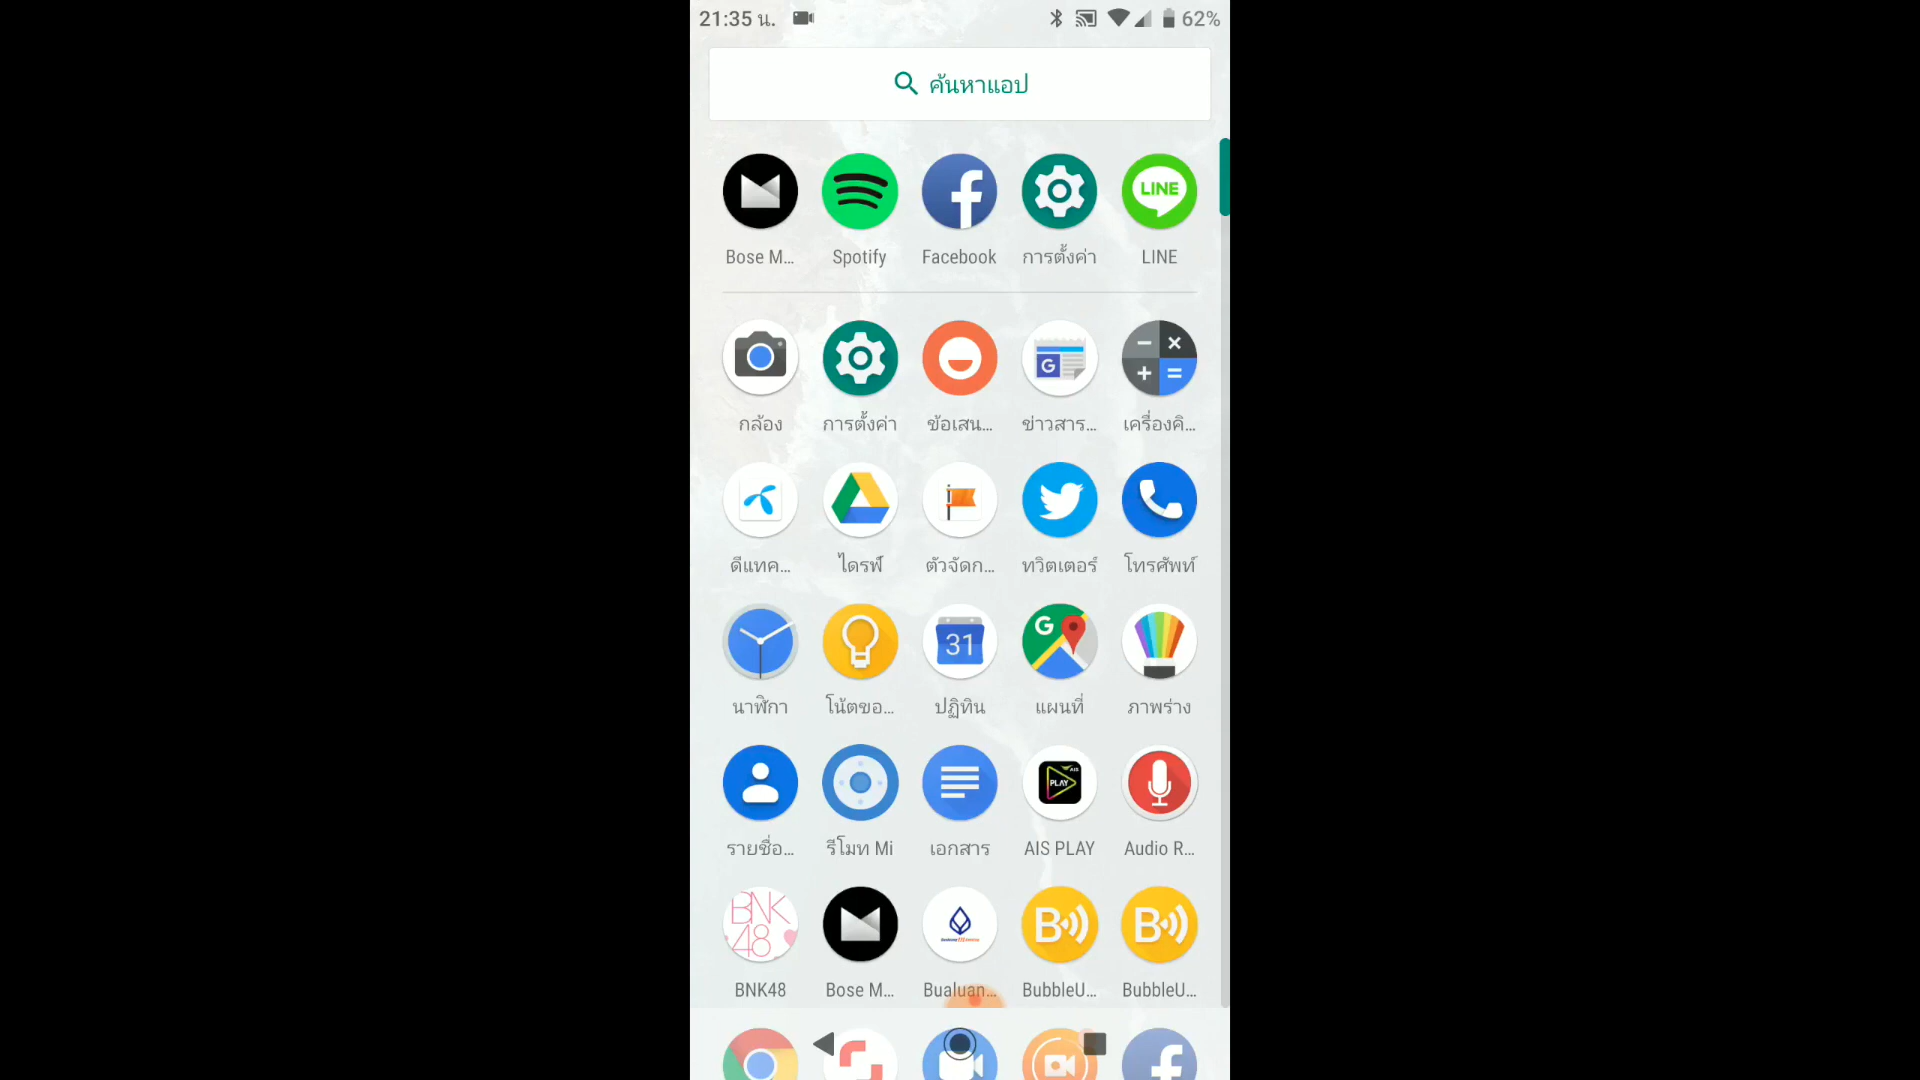 21:35 น. 62%
ค้นหาแอป
LINE
Bose M... Spotify Facebook การตั้งค่า LINE
G
ข้อเสน... ข่าวสาร... เครื่องคิ...
กล้อง การตั้งค่า
ดีแทค... ไดรฟ์ ตัวจัดก... ทวิตเตอร์ โทรศัพท์
31 G
นาฬิกา โน้ตขอ... ปฏิทิน แผนที่ ภาพร่าง
AIS
PLAY
รายชื่อ... รีโมท Mi เอกสาร AIS PLAY Audio R...
BNK
48
B B
BNK48 Bose M... Bualuan... BubbleU... BubbleU...